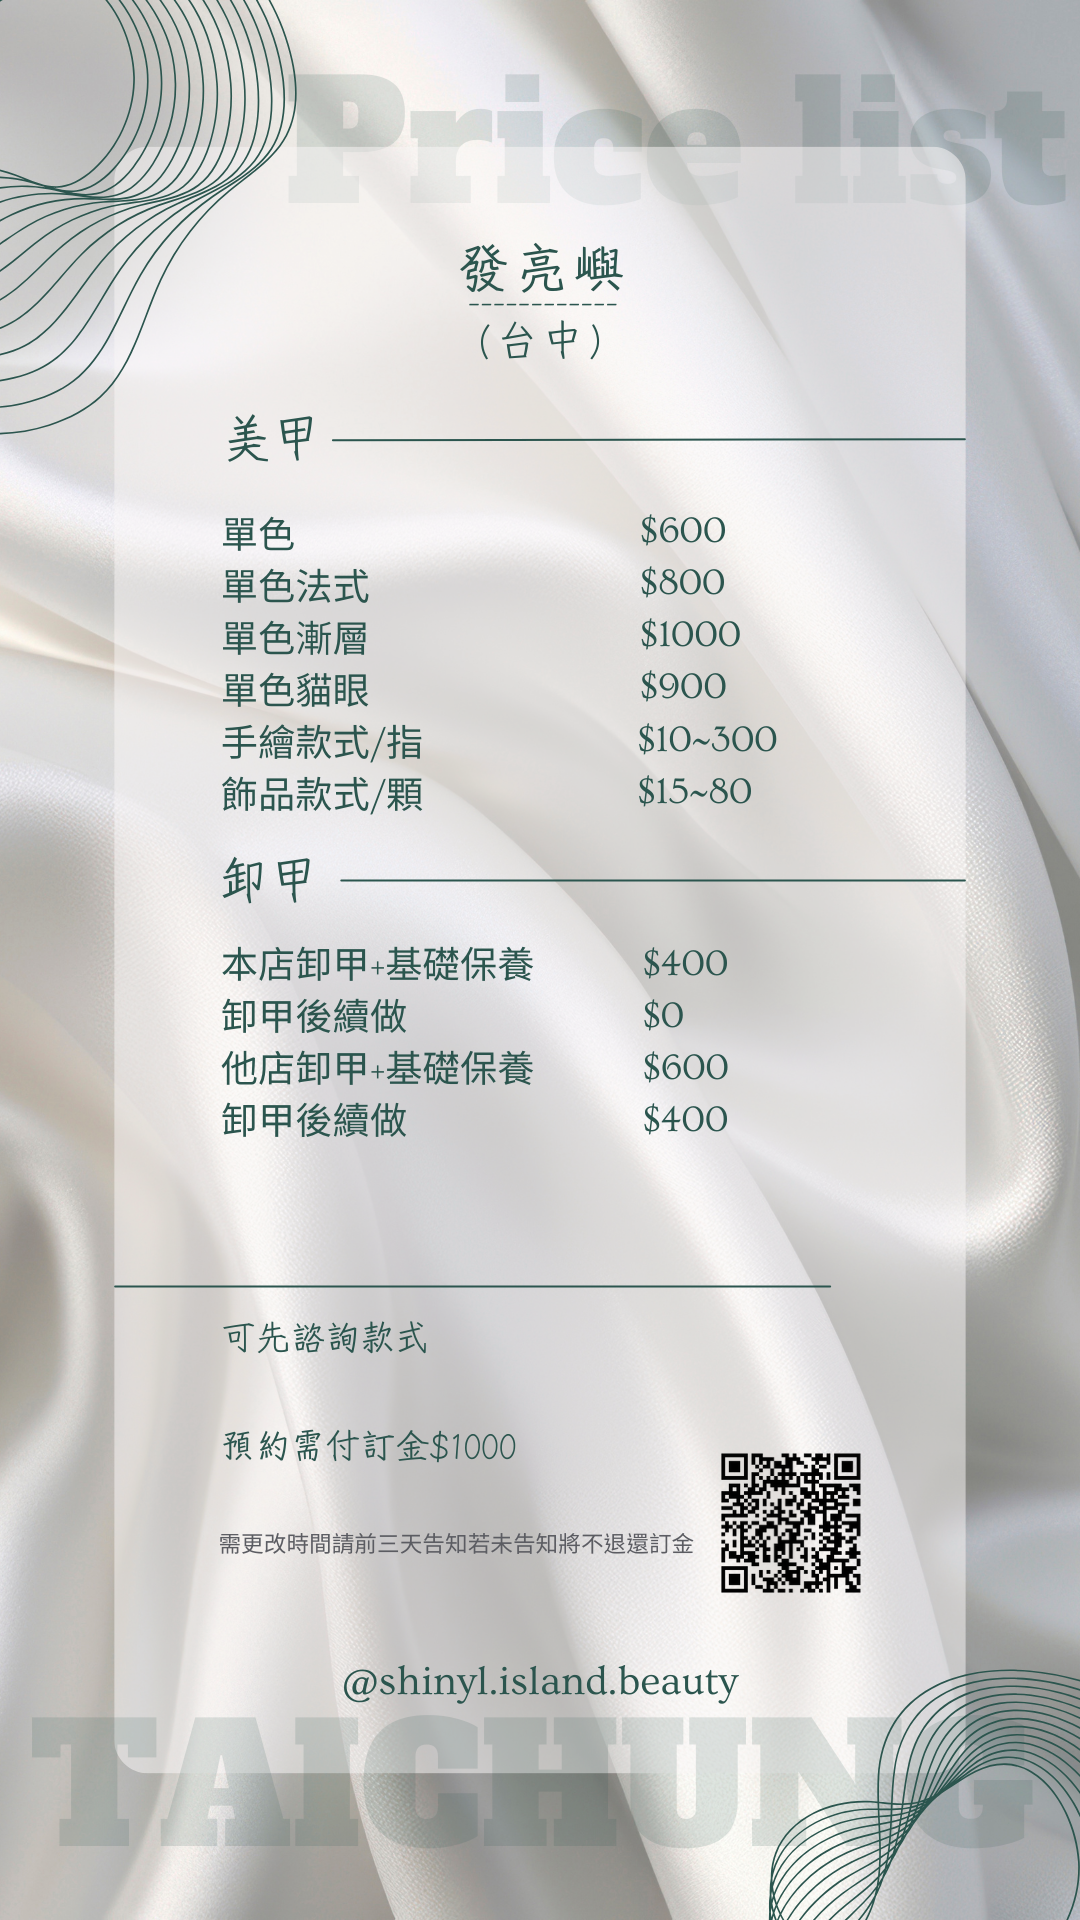 Price list
發亮嶼
(台中)
美甲
單色 $600
單色法式 $800
單色漸層 $1000
單色貓眼 $900
手繪款式/指 $10~300
飾品款式/顆 $15~80
卸甲
本店卸甲+基礎保養 $400
卸甲後續做 $0
他店卸甲+基礎保養 $600
卸甲後續做 $400
可先諮詢款式
預約需付訂金$1000
需更改時間請前三天告知若未告知將不退還訂金
@shinyl.island.beauty
TAICHUNG